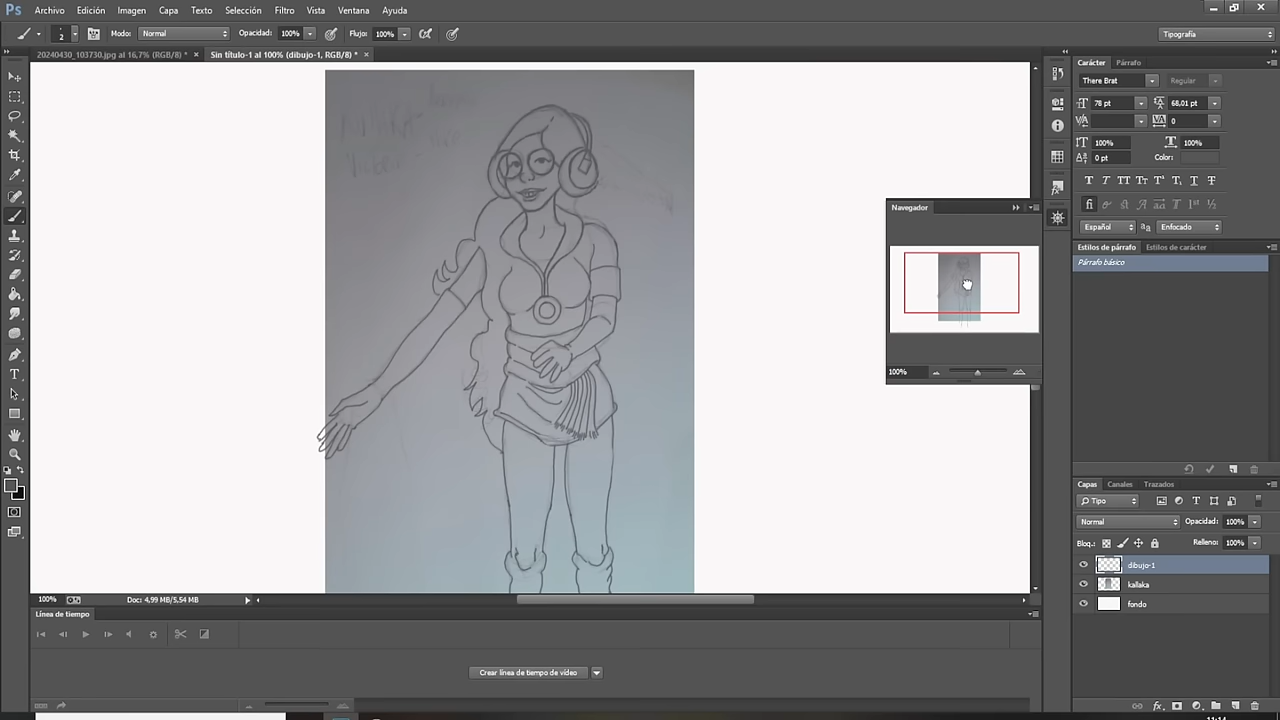 Ps Archivo Edición Imagen Capa Texto Selección Filtro Vista Ventana Ayuda
2 Modo: Normal Opacidad: 100% Flujo: 100% Tipografía
20240430_103730.jpg al 16,7% (RGB/8) * × Sin título-1 al 100% (dibujo-1, RGB/8) * ×
Carácter Párrafo
There Brat Regular
78 pt 68,01 pt
0
100% 100%
0 pt Color:
Español Enfocado
Navegador
100%
Estilos de párrafo Estilos de carácter
Párrafo básico
Capas Canales Trazados
Tipo
Normal Opacidad: 100%
Bloq.: Relleno: 100%
dibujo-1
kallaka
fondo
100% Doc: 4,99 MB/5,54 MB
Línea de tiempo
Crear línea de tiempo de vídeo